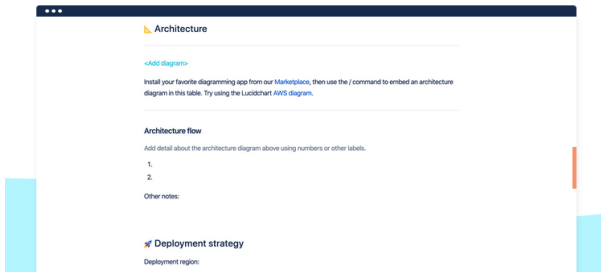 Architecture
<Add diagram>
Install your favorite diagramming app from our Marketplace, then use the / command to embed an architecture
diagram in this table. Try using the Lucidchart AWS diagram.
Architecture flow
Add detail about the architecture diagram above using numbers or other labels.
1.
2.
Other notes:
Deployment strategy
Deployment region: